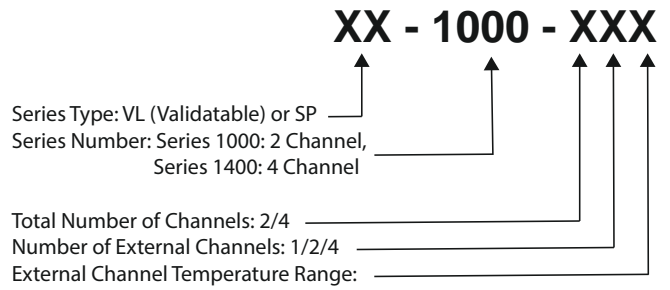 XX - 1000 - XXX
Series Type: VL (Validatable) or SP
Series Number: Series 1000: 2 Channel,
Series 1400: 4 Channel
Total Number of Channels: 2/4
Number of External Channels: 1/2/4
External Channel Temperature Range: